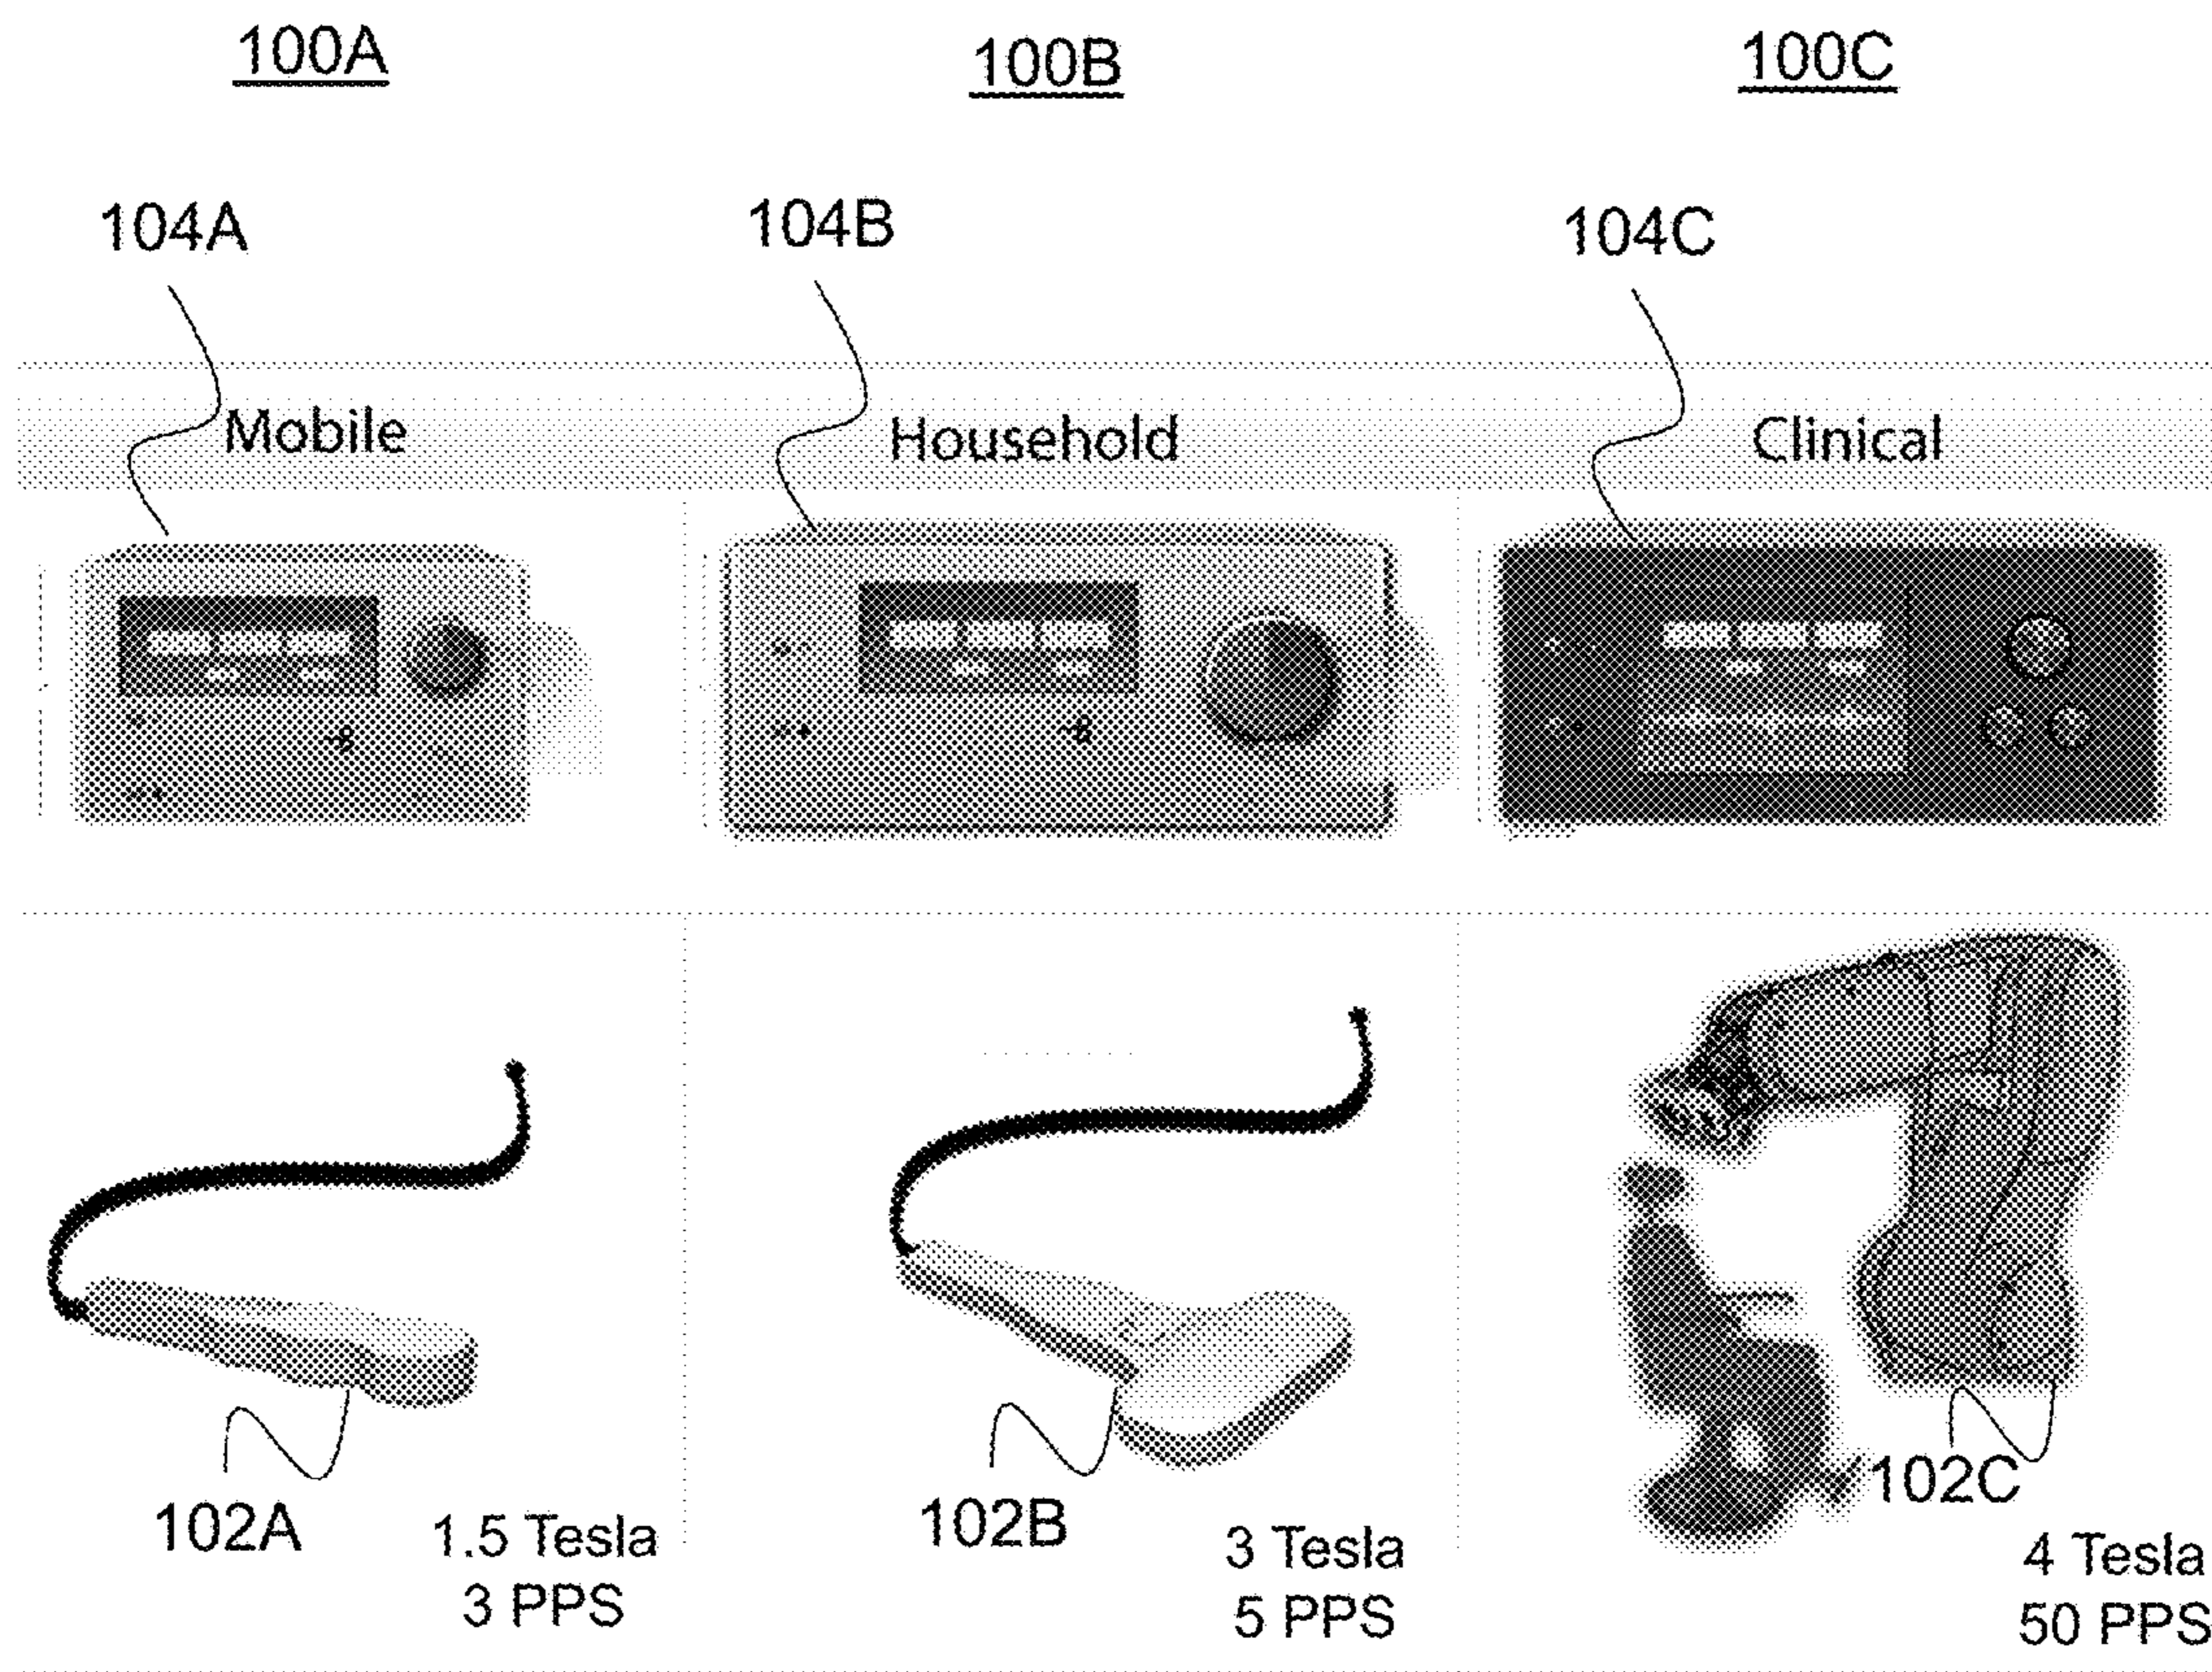 100A 100B 100C
104A 104B 104C
Mobile Household Clinical
102A 102B 102C
1.5 Tesla 3 Tesla 4 Tesla
3 PPS 5 PPS 50 PPS